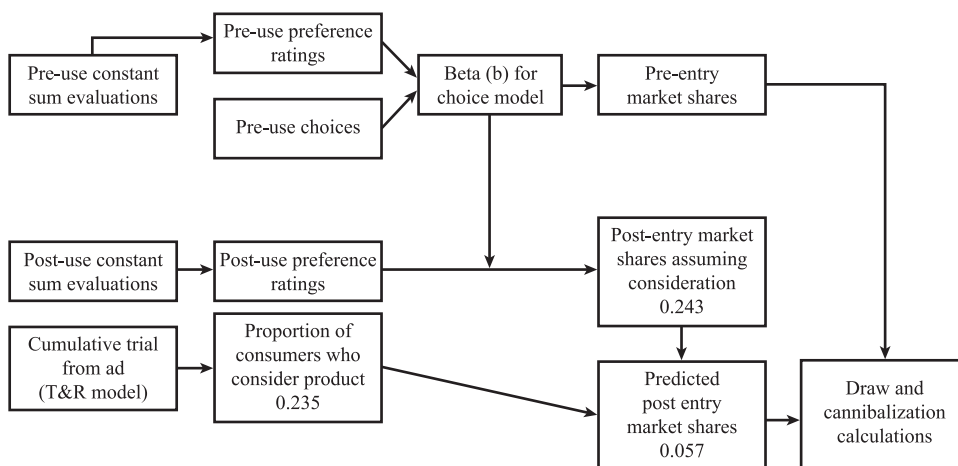 Pre-use constant
sum evaluations
Pre-use preference
ratings
Pre-use choices
Beta (b) for
choice model
Pre-entry
market shares
Post-use constant
sum evaluations
Post-use preference
ratings
Post-entry market
shares assuming
consideration
0.243
Cumulative trial
from ad
(T&R model)
Proportion of
consumers who
consider product
0.235
Predicted
post entry
market shares
0.057
Draw and
cannibalization
calculations